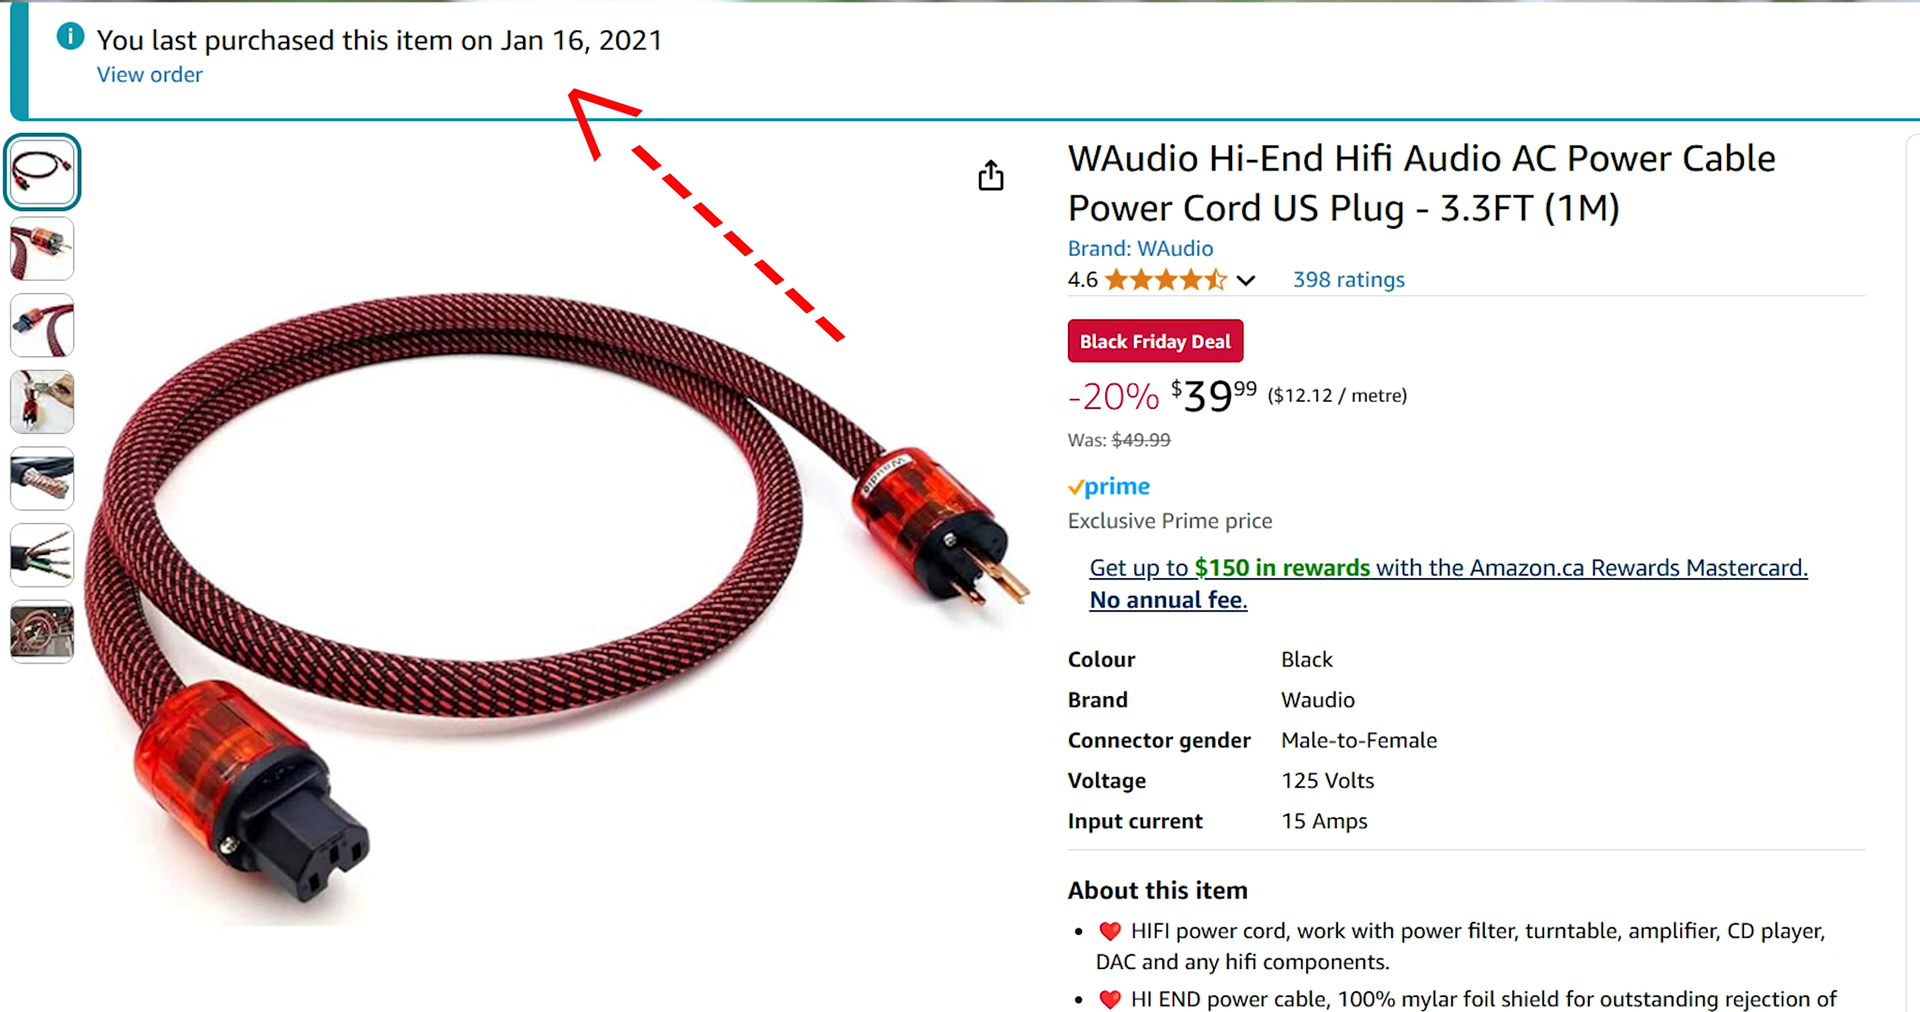 You last purchased this item on Jan 16, 2021
View order
WAudio Hi-End Hifi Audio AC Power Cable
Power Cord US Plug - 3.3FT (1M)
Brand: WAudio
4.6 398 ratings
Black Friday Deal
-20% $39.99 ($12.12 / metre)
Was: $49.99
prime
Exclusive Prime price
Get up to $150 in rewards with the Amazon.ca Rewards Mastercard.
No annual fee.
Colour Black
Brand Waudio
Connector gender Male-to-Female
Voltage 125 Volts
Input current 15 Amps
About this item
• ❤️ HIFI power cord, work with power filter, turntable, amplifier, CD player,
DAC and any hifi components.
• ❤️ HI END power cable, 100% mylar foil shield for outstanding rejection of
Waudio